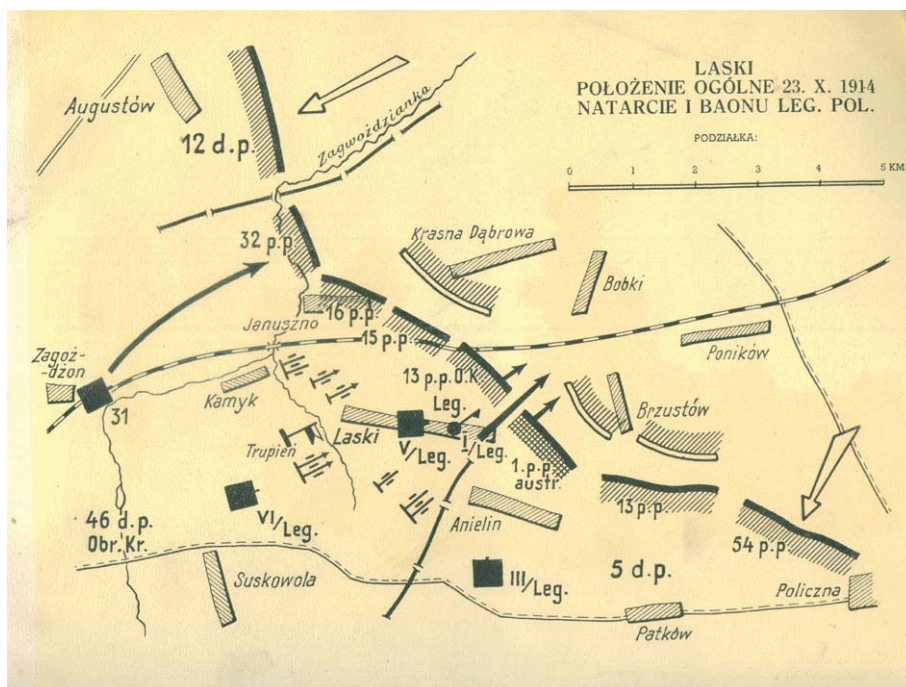 LASKI
POŁOŻENIE OGÓLNE 23. X. 1914
NATARCIE I BAONU LEG. POL.
PODZIAŁKA:
0 1 2 3 4 5 KM
Augustów
12 d.p.
Zagwoździanka
32 p.p.
Krasna Dąbrowa
Bobki
Januszno
16 p.p.
15 p.p.
Poników
Zagoż-
-dżon
31
Kamyk
13 p.p.O.K.
Leg.
Laski
V/Leg.
I/Leg.
Brzustów
Trupień
1.p.p.
austr.
46 d.p.
Obr. Kr.
VI/Leg.
Anielin
13 p.p.
54 p.p.
Suskowola
III/Leg.
5 d.p.
Policzna
Patków